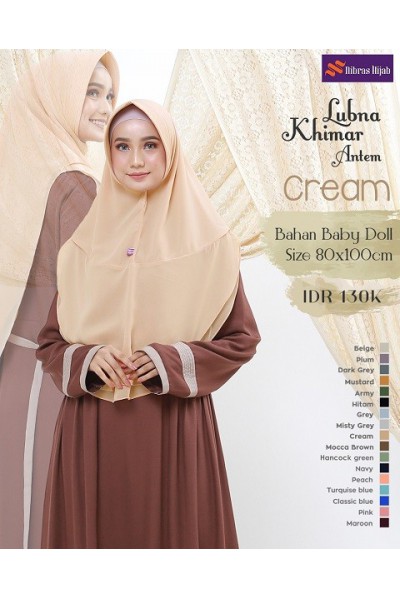 Nibras Hijab
Lubna
Khimar
Antem
Cream
Bahan Baby Doll
Size 80x100cm
IDR 130K
Beige
Plum
Dark Grey
Mustard
Army
Hitam
Grey
Misty Grey
Cream
Mocca Brown
Hancock green
Navy
Peach
Turquise blue
Classic blue
Pink
Maroon